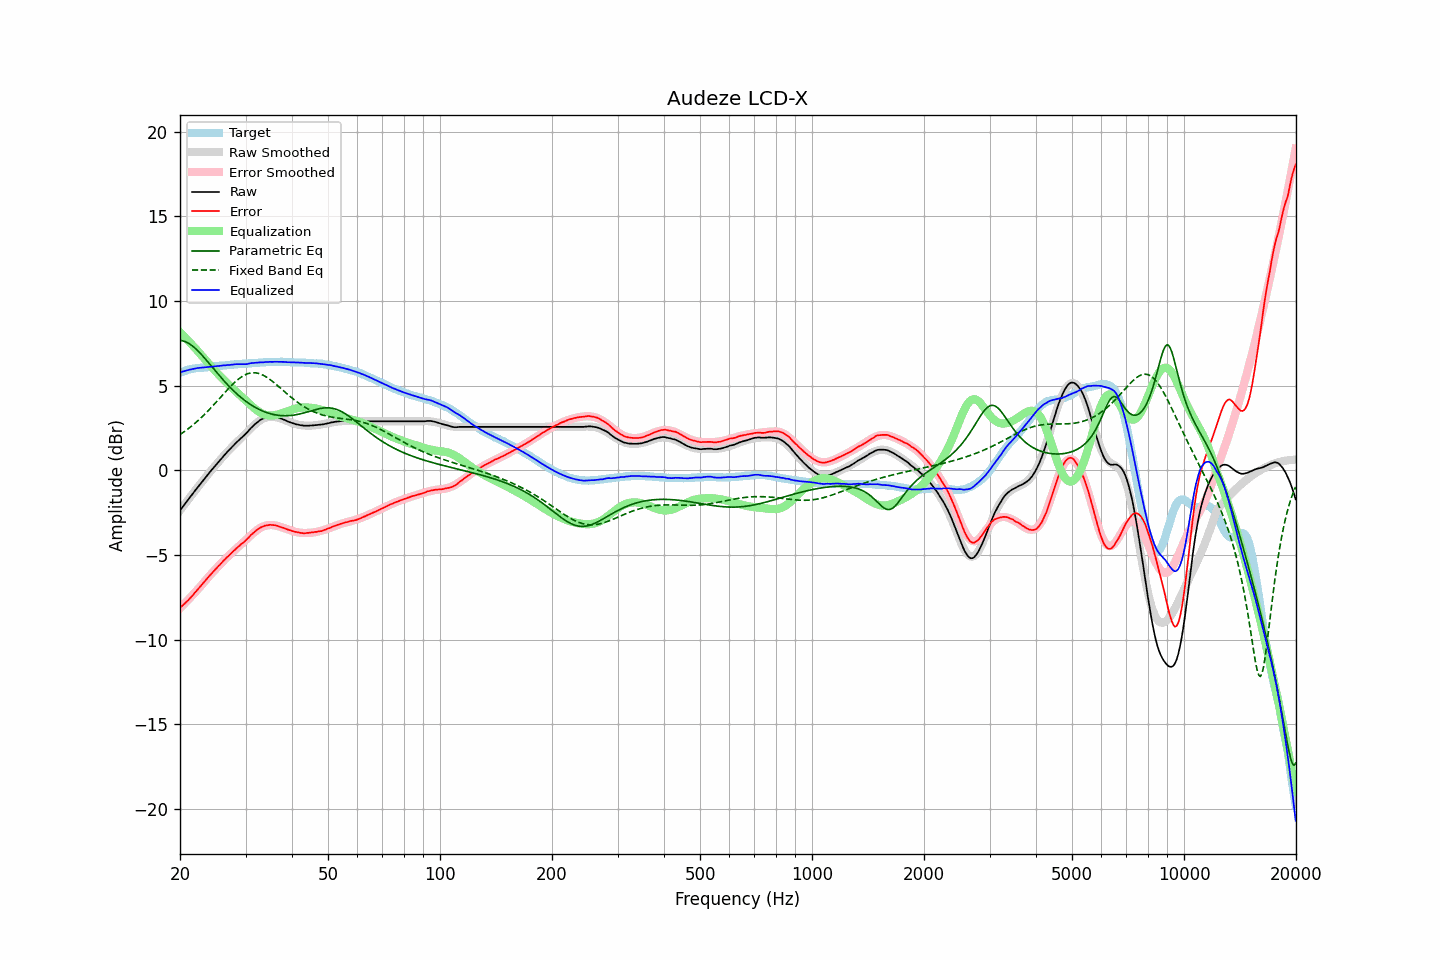 Audeze LCD-X
Target
Raw Smoothed
Error Smoothed
Raw
Error
Equalization
Parametric Eq
Fixed Band Eq
Equalized
Amplitude (dBr)
20
15
10
5
0
−5
−10
−15
−20
20 50 100 200 500 1000 2000 5000 10000 20000
Frequency (Hz)